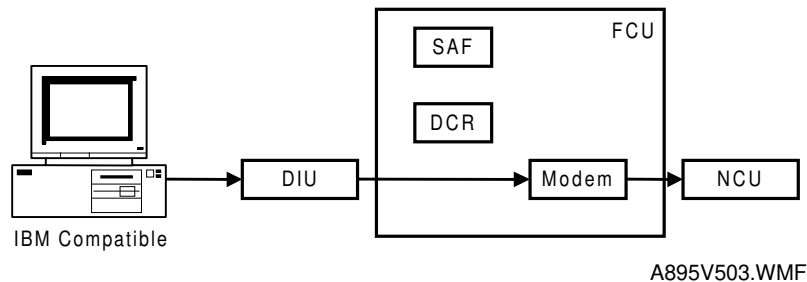 FCU
SAF
DCR
DIU
Modem
NCU
IBM Compatible
A895V503.WMF